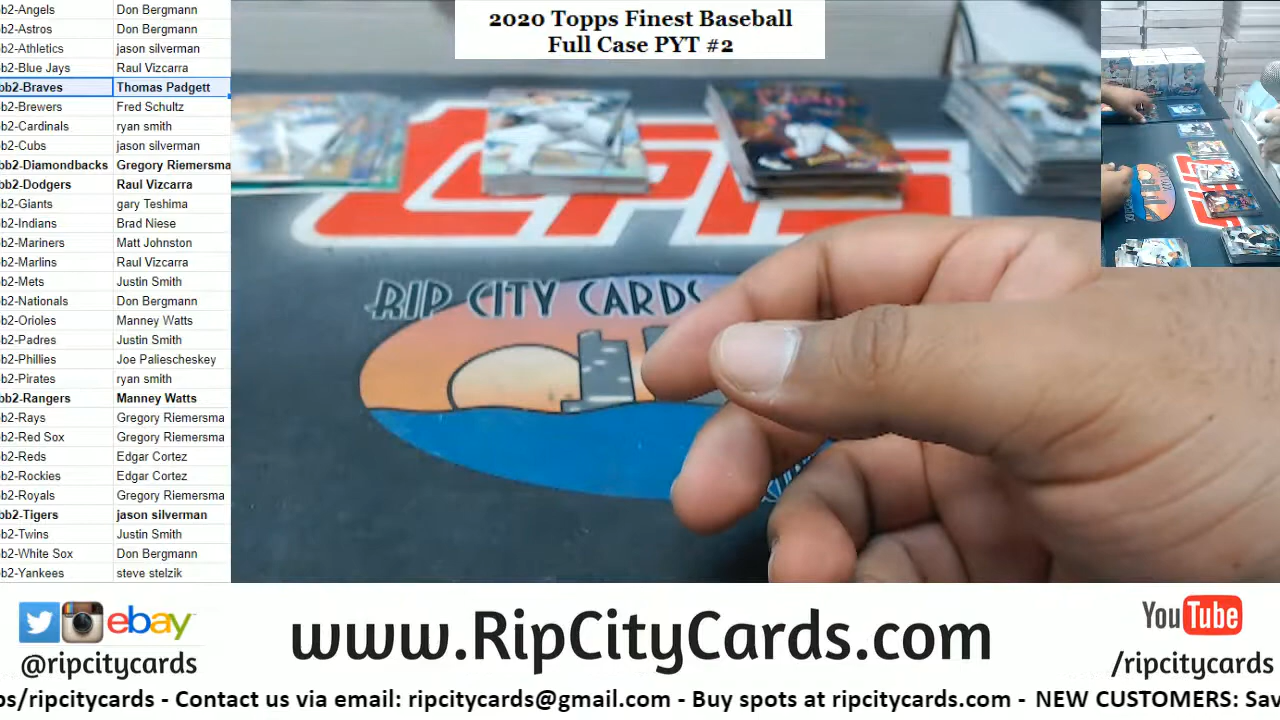 b2-Angels Don Bergmann
b2-Astros Don Bergmann
b2-Athletics jason silverman
b2-Blue Jays Raul Vizcarra
bb2-Braves Thomas Padgett
b2-Brewers Fred Schultz
b2-Cardinals ryan smith
b2-Cubs jason silverman
bb2-Diamondbacks Gregory Riemersma
bb2-Dodgers Raul Vizcarra
b2-Giants gary Teshima
b2-Indians Brad Niese
b2-Mariners Matt Johnston
b2-Marlins Raul Vizcarra
b2-Mets Justin Smith
b2-Nationals Don Bergmann
b2-Orioles Manney Watts
b2-Padres Justin Smith
b2-Phillies Joe Paliescheskey
b2-Pirates ryan smith
bb2-Rangers Manney Watts
b2-Rays Gregory Riemersma
b2-Red Sox Gregory Riemersma
b2-Reds Edgar Cortez
b2-Rockies Edgar Cortez
b2-Royals Gregory Riemersma
bb2-Tigers jason silverman
b2-Twins Justin Smith
b2-White Sox Don Bergmann
b2-Yankees steve stelzik
2020 Topps Finest Baseball
Full Case PYT #2
RIP CITY CARDS
ebay
@ripcitycards
www.RipCityCards.com
YouTube
/ripcitycards
os/ripcitycards - Contact us via email: ripcitycards@gmail.com - Buy spots at ripcitycards.com - NEW CUSTOMERS: Sav